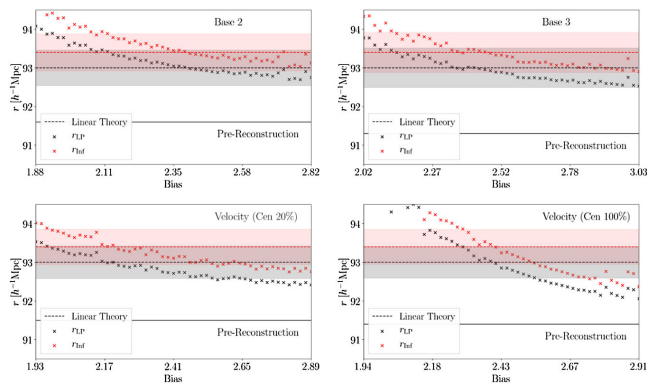 Base 2
94
93
92
91
r [h⁻¹Mpc]
Pre-Reconstruction
Linear Theory
r_LP
r_Inf
1.88 2.11 2.35 2.58 2.82
Bias
Base 3
94
93
92
91
r [h⁻¹Mpc]
Pre-Reconstruction
Linear Theory
r_LP
r_Inf
2.02 2.27 2.52 2.78 3.03
Bias
Velocity (Cen 20%)
94
93
92
91
r [h⁻¹Mpc]
Pre-Reconstruction
Linear Theory
r_LP
r_Inf
1.93 2.17 2.41 2.65 2.89
Bias
Velocity (Cen 100%)
94
93
92
91
r [h⁻¹Mpc]
Pre-Reconstruction
Linear Theory
r_LP
r_Inf
1.94 2.18 2.43 2.67 2.91
Bias